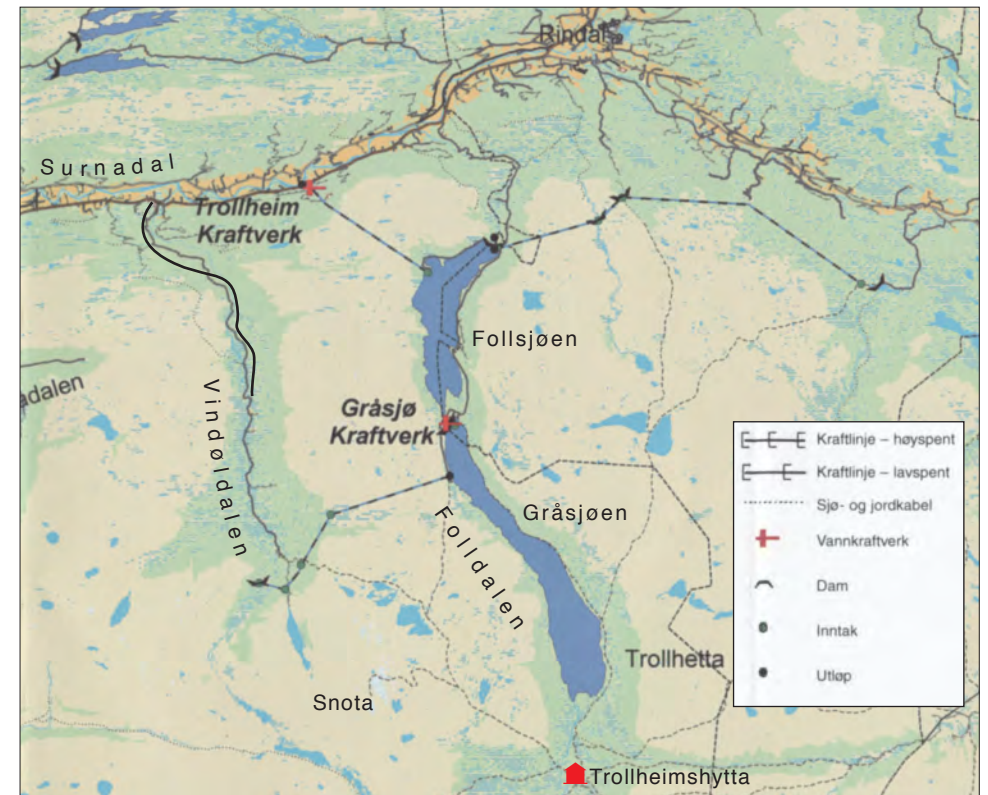 Rindal
Surnadal
Trollheim
Kraftverk
Follsjøen
adalen
Vindøldalen
Gråsjø
Kraftverk
Folldalen
Gråsjøen
Kraftlinje – høyspent
Kraftlinje – lavspent
Sjø- og jordkabel
Vannkraftverk
Dam
Inntak
Utløp
Trollhetta
Snota
Trollheimshytta